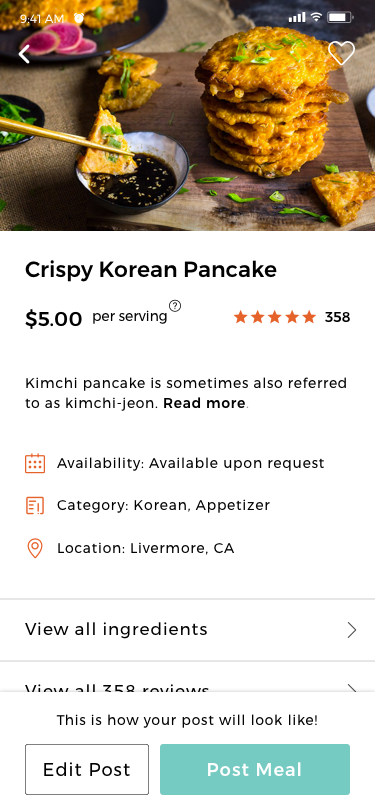 9:41 AM
Crispy Korean Pancake
$5.00 per serving ? 358
Kimchi pancake is sometimes also referred
to as kimchi-jeon. Read more.
Availability: Available upon request
Category: Korean, Appetizer
Location: Livermore, CA
View all ingredients
View all 358 reviews
This is how your post will look like!
Edit Post
Post Meal